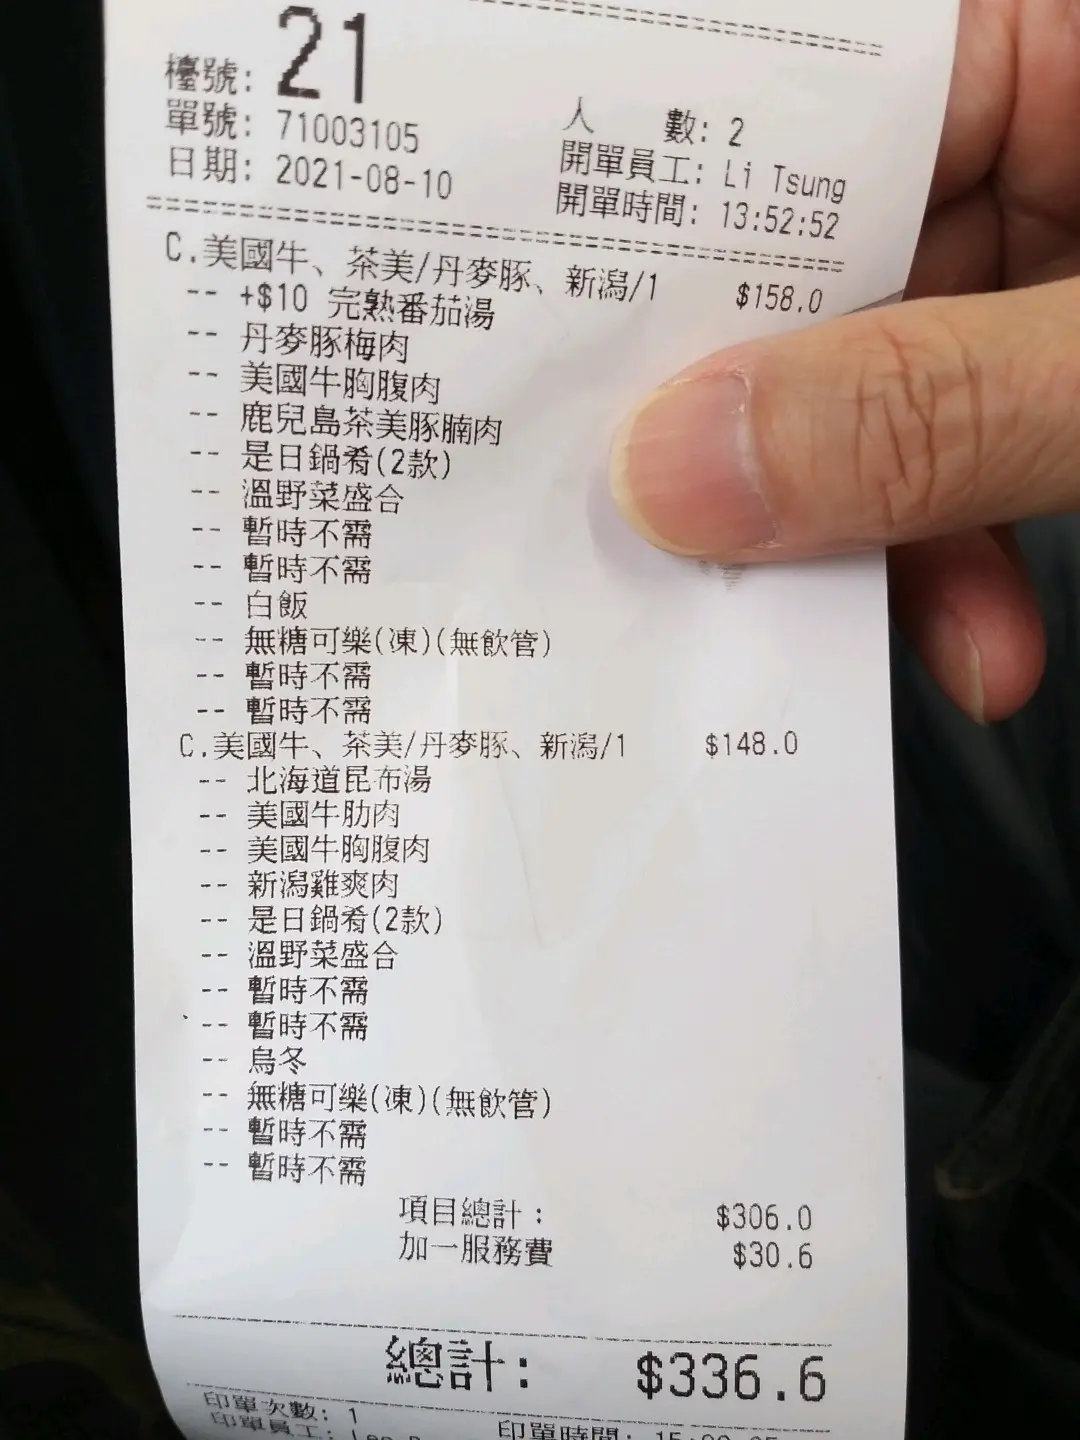 檯號: 21
單號: 71003105
日期: 2021-08-10
人　數: 2
開單員工: Li Tsung
開單時間: 13:52:52
C.美國牛、茶美/丹麥豚、新潟/1 $158.0
-- +$10 完熟番茄湯
-- 丹麥豚梅肉
-- 美國牛胸腹肉
-- 鹿兒島茶美豚腩肉
-- 是日鍋肴(2款)
-- 溫野菜盛合
-- 暫時不需
-- 暫時不需
-- 白飯
-- 無糖可樂(凍)(無飲管)
-- 暫時不需
-- 暫時不需
C.美國牛、茶美/丹麥豚、新潟/1 $148.0
-- 北海道昆布湯
-- 美國牛肋肉
-- 美國牛胸腹肉
-- 新潟雞爽肉
-- 是日鍋肴(2款)
-- 溫野菜盛合
-- 暫時不需
-- 暫時不需
-- 烏冬
-- 無糖可樂(凍)(無飲管)
-- 暫時不需
-- 暫時不需
項目總計： $306.0
加一服務費 $30.6
總計: $336.6
印單次數: 1
印單員工:
印單時間: